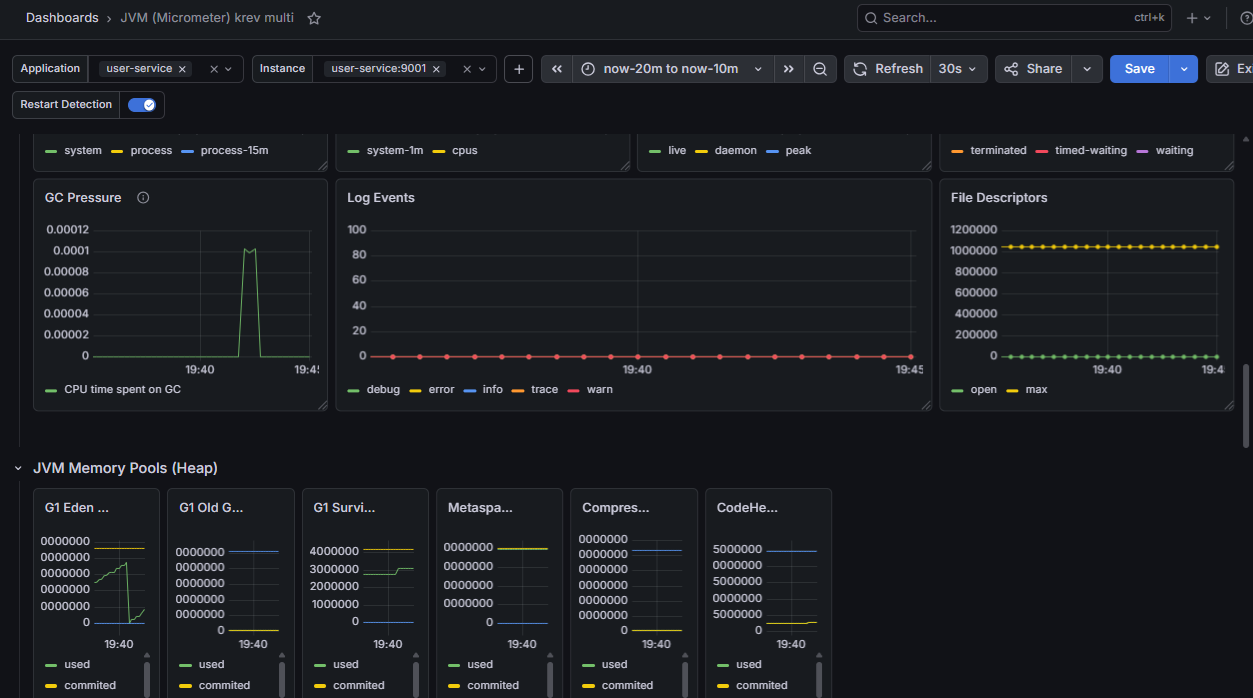 Dashboards › JVM (Micrometer) krev multi
Search... ctrl+k
Application user-service × Instance user-service:9001 × now-20m to now-10m Refresh 30s Share Save
Restart Detection
system process process-15m
system-1m cpus
live daemon peak
terminated timed-waiting waiting
GC Pressure
0.00012
0.0001
0.00008
0.00006
0.00004
0.00002
0
19:40
CPU time spent on GC
Log Events
100
80
60
40
20
0
19:40 19:45
debug error info trace warn
File Descriptors
1200000
1000000
800000
600000
400000
200000
0
19:40
open max
JVM Memory Pools (Heap)
G1 Eden ...
0000000
0000000
0000000
0000000
0000000
0
19:40
used
commited
G1 Old G...
0000000
0000000
0000000
0000000
0000000
0
19:40
used
commited
G1 Survi...
4000000
3000000
2000000
1000000
0
19:40
used
commited
Metaspa...
0000000
0000000
0000000
0000000
0
19:40
used
commited
Compres...
0000000
0000000
0000000
0000000
0000000
0000000
0
19:40
used
commited
CodeHe...
5000000
0000000
5000000
0000000
5000000
0
19:40
used
commited